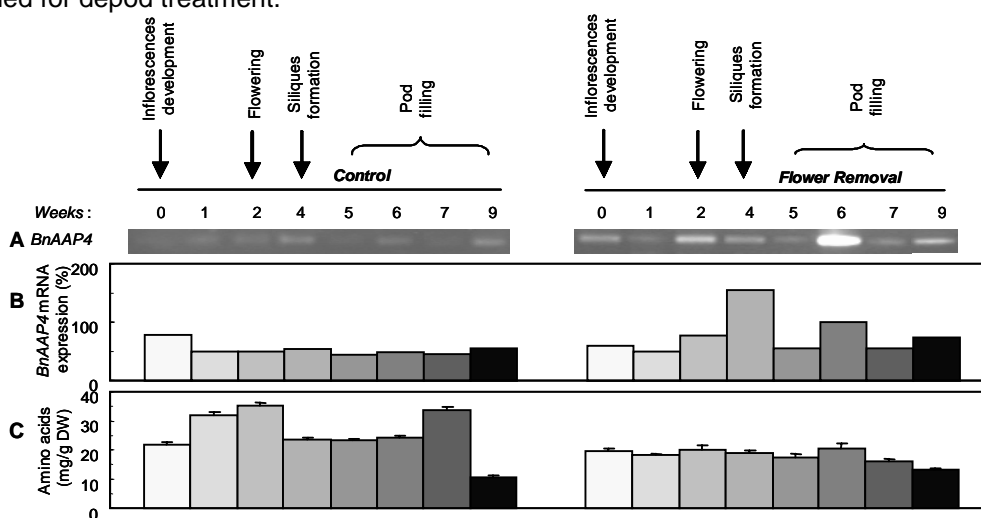 ned for depod treatment.
Inflorescences development
Flowering
Siliques formation
Pod filling
Inflorescences development
Flowering
Siliques formation
Pod filling
Control
Flower Removal
Weeks : 0 1 2 4 5 6 7 9 0 1 2 4 5 6 7 9
A BnAAP4
B BnAAP4 mRNA expression (%)
200
100
0
C Amino acids (mg/g DW)
40
30
20
10
0